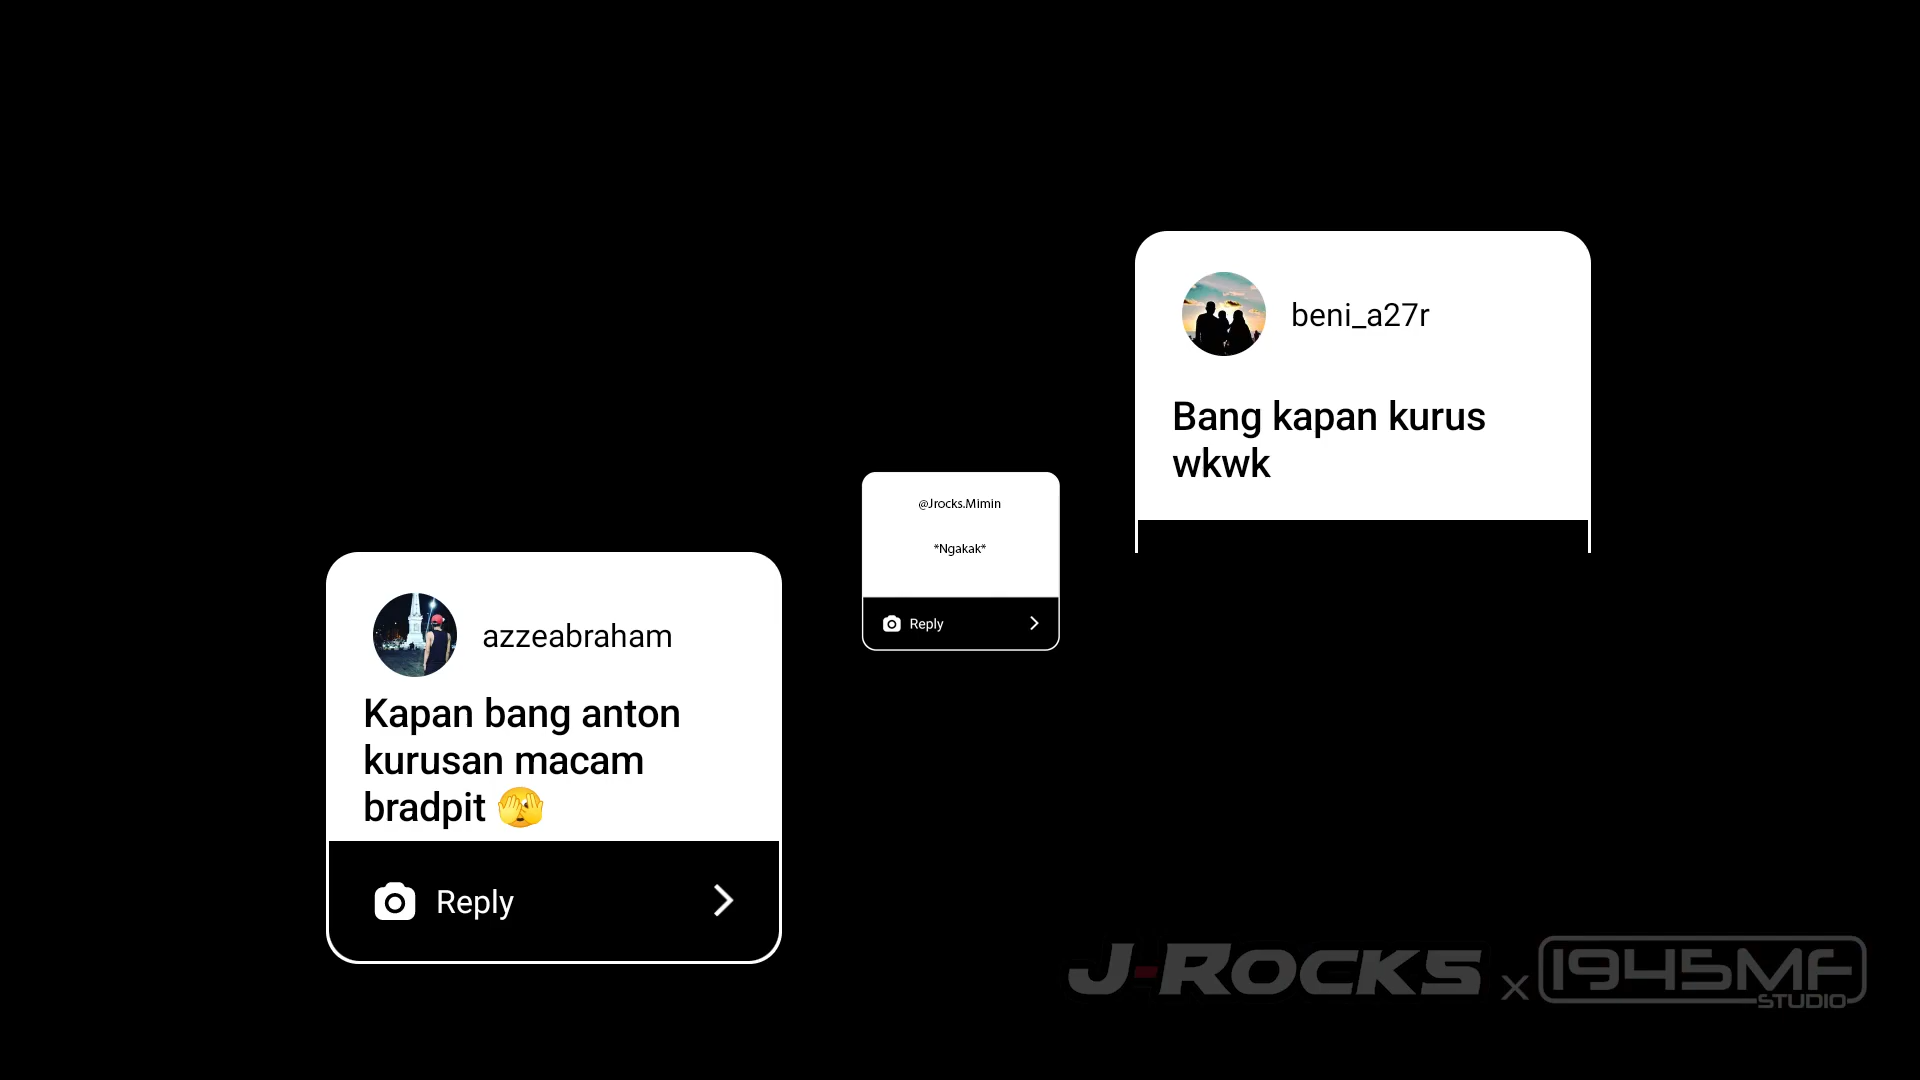 beni_a27r
Bang kapan kurus
wkwk
@Jrocks.Mimin
*Ngakak*
Reply
azzeabraham
Kapan bang anton
kurusan macam
bradpit 🫣
Reply
J-ROCKS x 1945MF
STUDIO